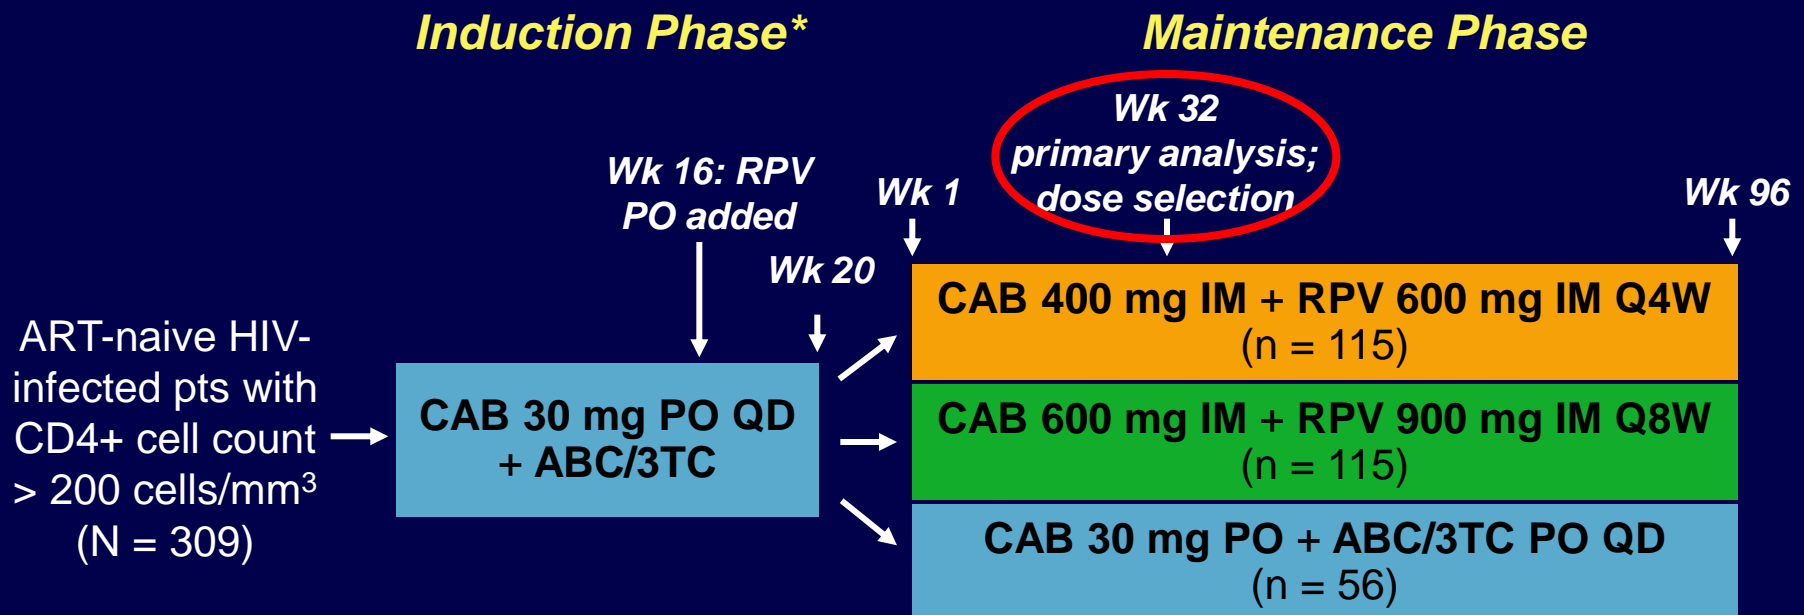 Induction Phase*
Maintenance Phase
Wk 32
primary analysis;
dose selection
Wk 16: RPV
PO added
Wk 20
Wk 1
Wk 96
ART-naive HIV-
infected pts with
CD4+ cell count
> 200 cells/mm³
(N = 309)
CAB 30 mg PO QD
+ ABC/3TC
CAB 400 mg IM + RPV 600 mg IM Q4W
(n = 115)
CAB 600 mg IM + RPV 900 mg IM Q8W
(n = 115)
CAB 30 mg PO + ABC/3TC PO QD
(n = 56)